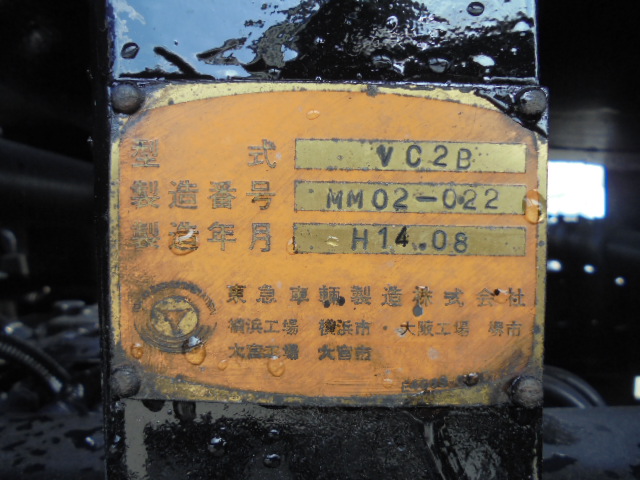 型式 VC2B
製造番号 MM02-022
製造年月 H14.08
東急車輛製造株式会社
横浜工場 横浜市・大阪工場 堺市
大宮工場 大宮市